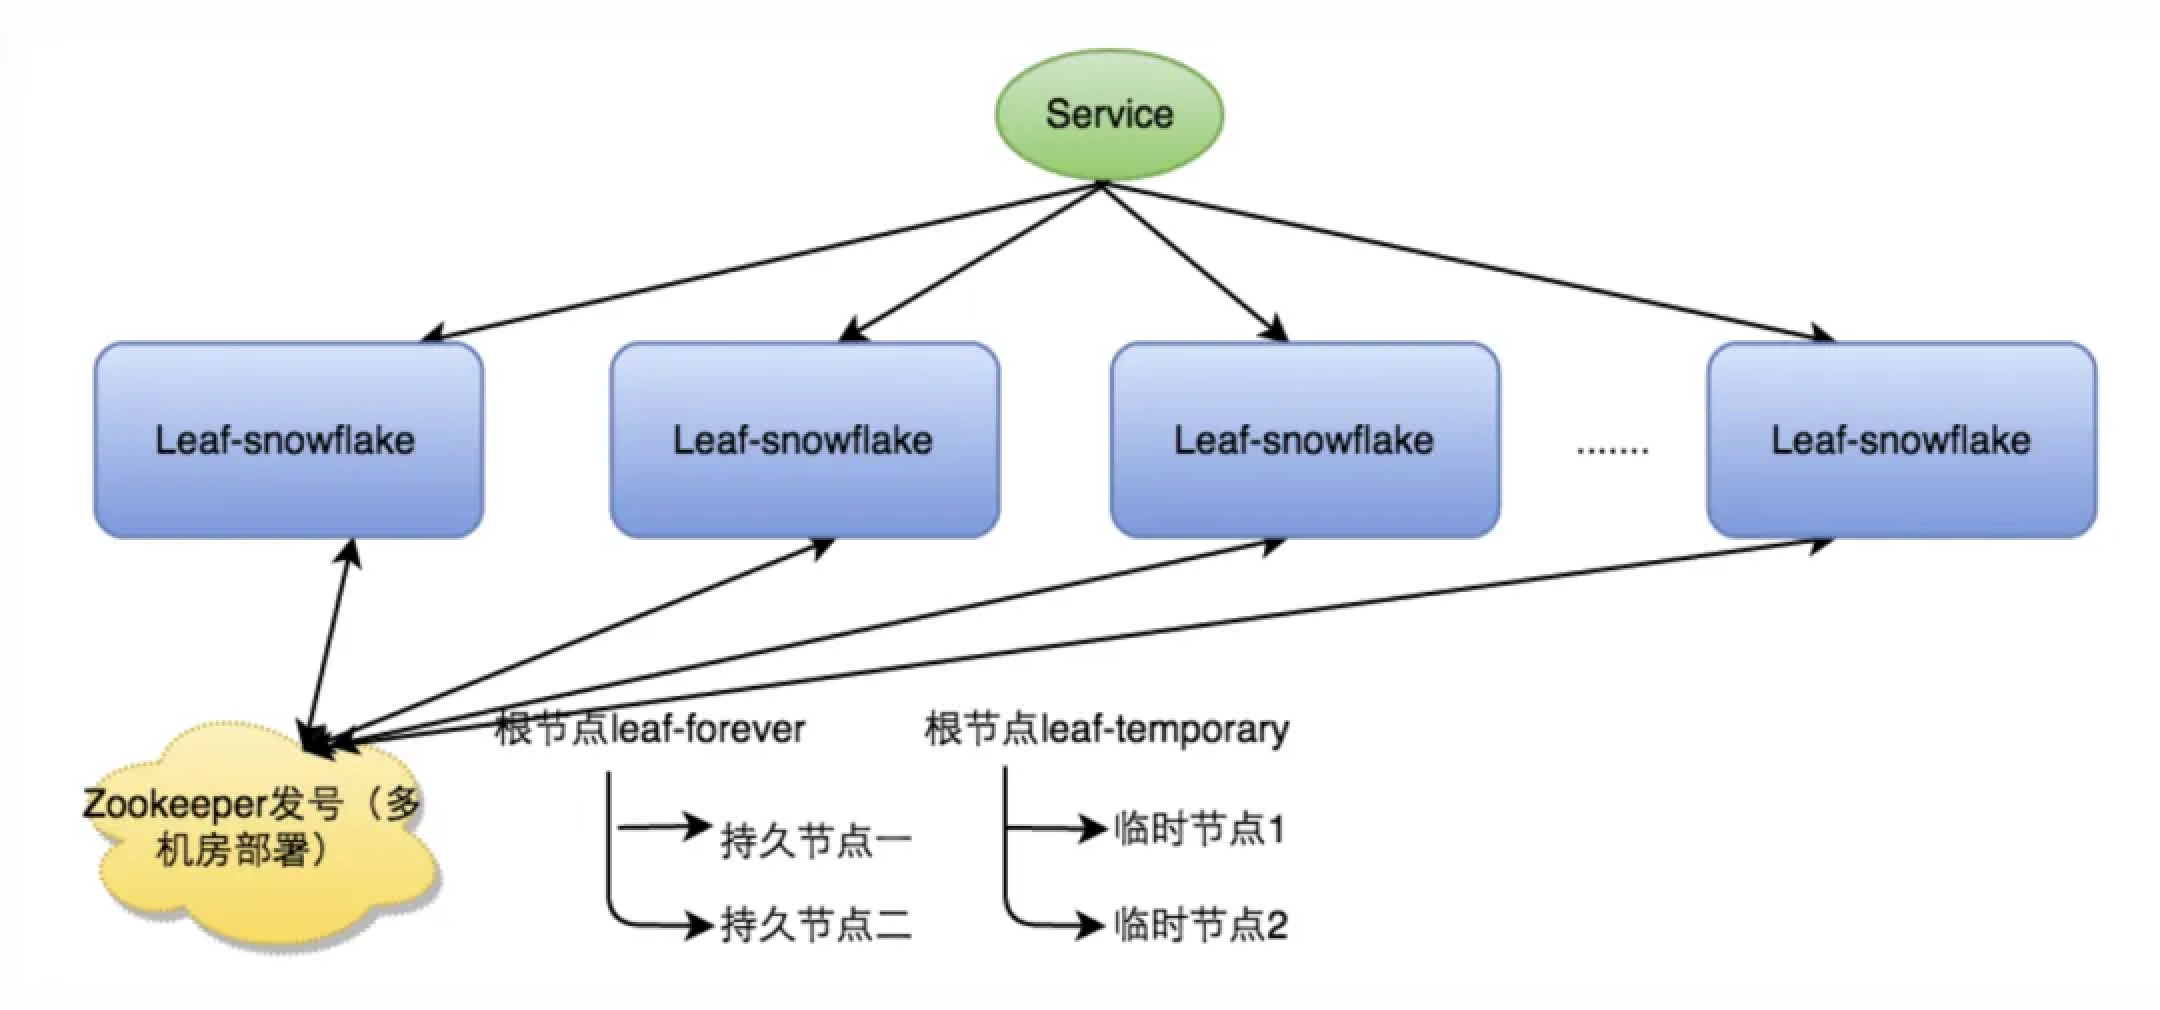 Service
Leaf-snowflake
Leaf-snowflake
Leaf-snowflake
.......
Leaf-snowflake
根节点leaf-forever
根节点leaf-temporary
Zookeeper发号（多
机房部署）
持久节点一
持久节点二
临时节点1
临时节点2